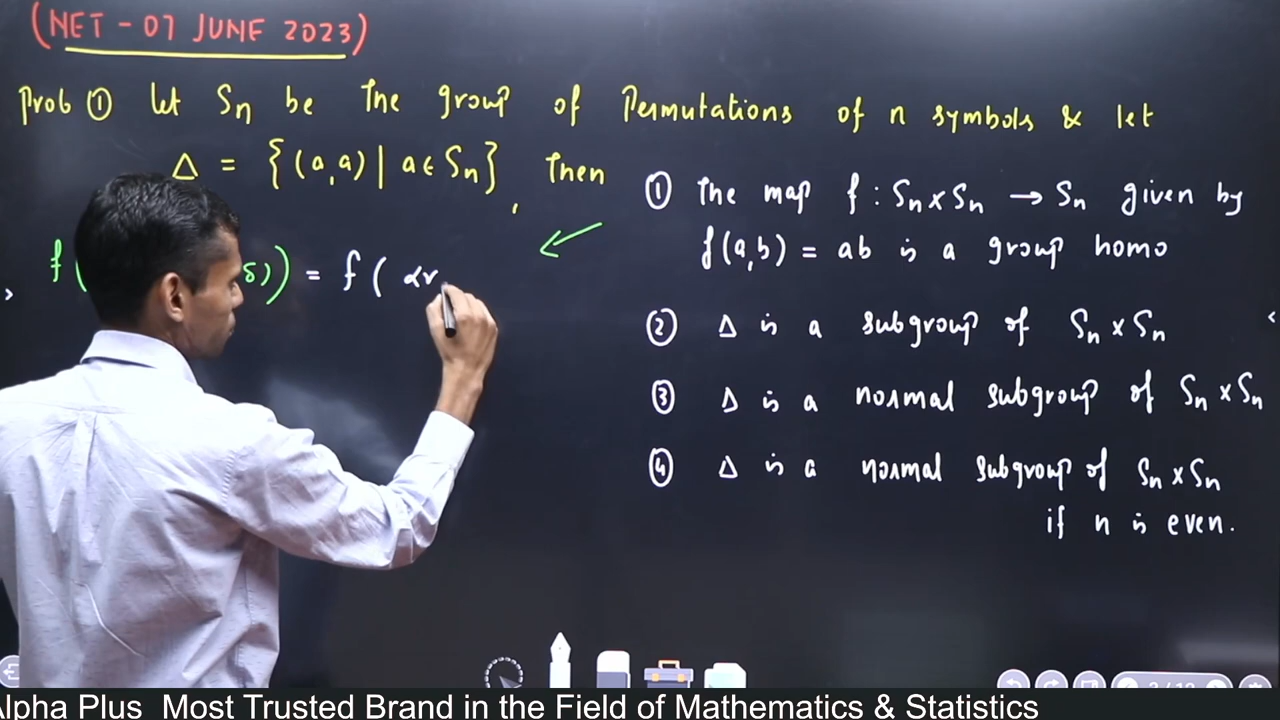 (NET - 07 JUNE 2023)
Prob ① let Sn be the group of Permutations of n symbols & let
Δ = {(a,a) | a ∈ Sn}, Then
f( δ)) = f( αγ
① The map f : Sn × Sn → Sn given by
f(a,b) = ab is a group homo
② Δ is a subgroup of Sn × Sn
③ Δ is a normal subgroup of Sn × Sn
④ Δ is a normal subgroup of Sn × Sn
if n is even.
Alpha Plus Most Trusted Brand in the Field of Mathematics & Statistics